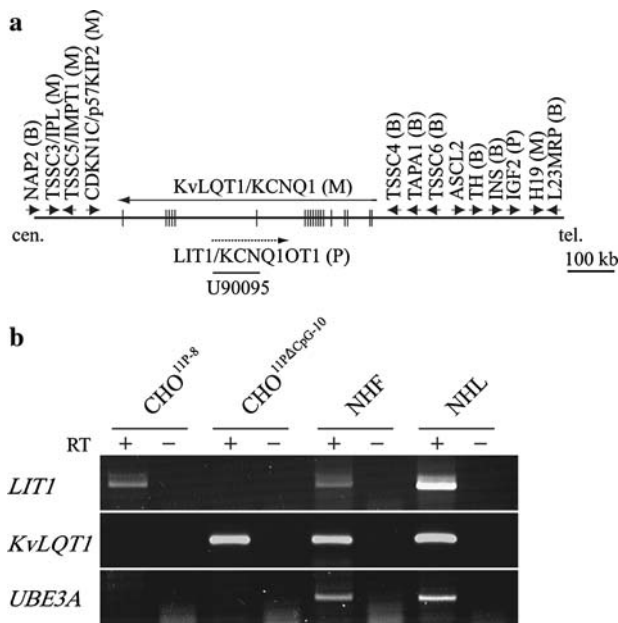 a
NAP2 (B)
TSSC3/IPL (M)
TSSC5/IMPT1 (M)
CDKN1C/p57KIP2 (M)
KvLQT1/KCNQ1 (M)
TSSC4 (B)
TAPA1 (B)
TSSC6 (B)
ASCL2
TH (B)
INS (B)
IGF2 (P)
H19 (M)
L23MRP (B)
cen.
tel.
LIT1/KCNQ1OT1 (P)
U90095
100 kb
b
CHO11P-8
CHO11PΔCpG-10
NHF
NHL
RT + − + − + − + −
LIT1
KvLQT1
UBE3A